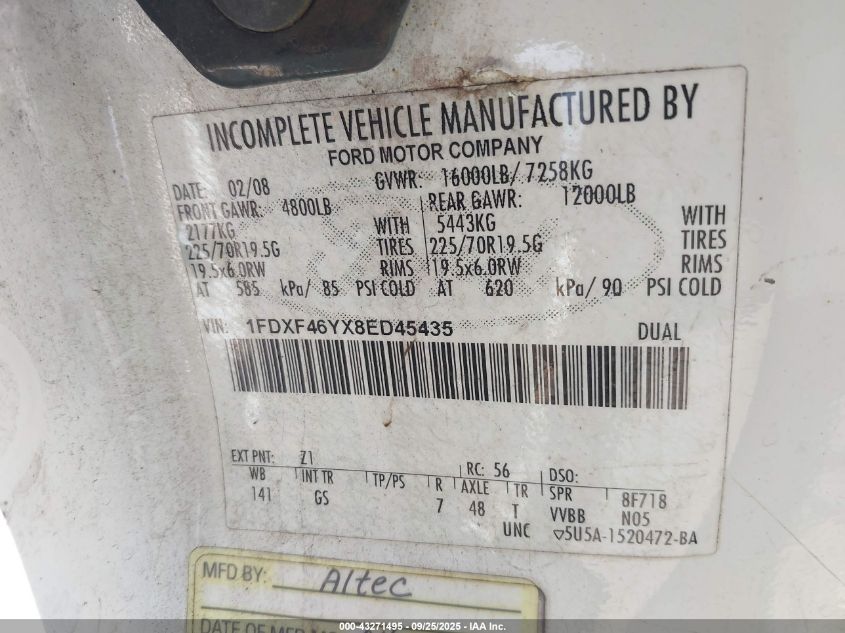 INCOMPLETE VEHICLE MANUFACTURED BY
FORD MOTOR COMPANY
DATE: 02/08 GVWR: 16000LB/ 7258KG
FRONT GAWR: 4800LB REAR GAWR: 12000LB
2177KG WITH 5443KG WITH
225/70R19.5G TIRES 225/70R19.5G TIRES
19.5x6.0RW RIMS 19.5x6.0RW RIMS
AT 585 kPa/ 85 PSI COLD AT 620 kPa/ 90 PSI COLD
VIN: 1FDXF46YX8ED45435 DUAL
EXT PNT: Z1 RC: 56 DSO:
WB INT TR TP/PS R AXLE TR SPR 8F718
141 GS 7 48 T VVBB N05
UNC ▽5U5A-1520472-BA
MFD BY: Altec
DATE OF MFD
000-43271495 - 09/25/2025 - IAA Inc.